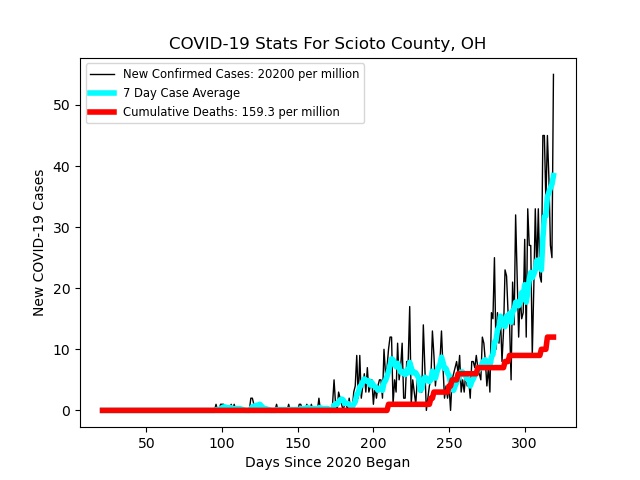 COVID-19 Stats For Scioto County, OH
New Confirmed Cases: 20200 per million
7 Day Case Average
Cumulative Deaths: 159.3 per million
New COVID-19 Cases
50
40
30
20
10
0
50 100 150 200 250 300
Days Since 2020 Began